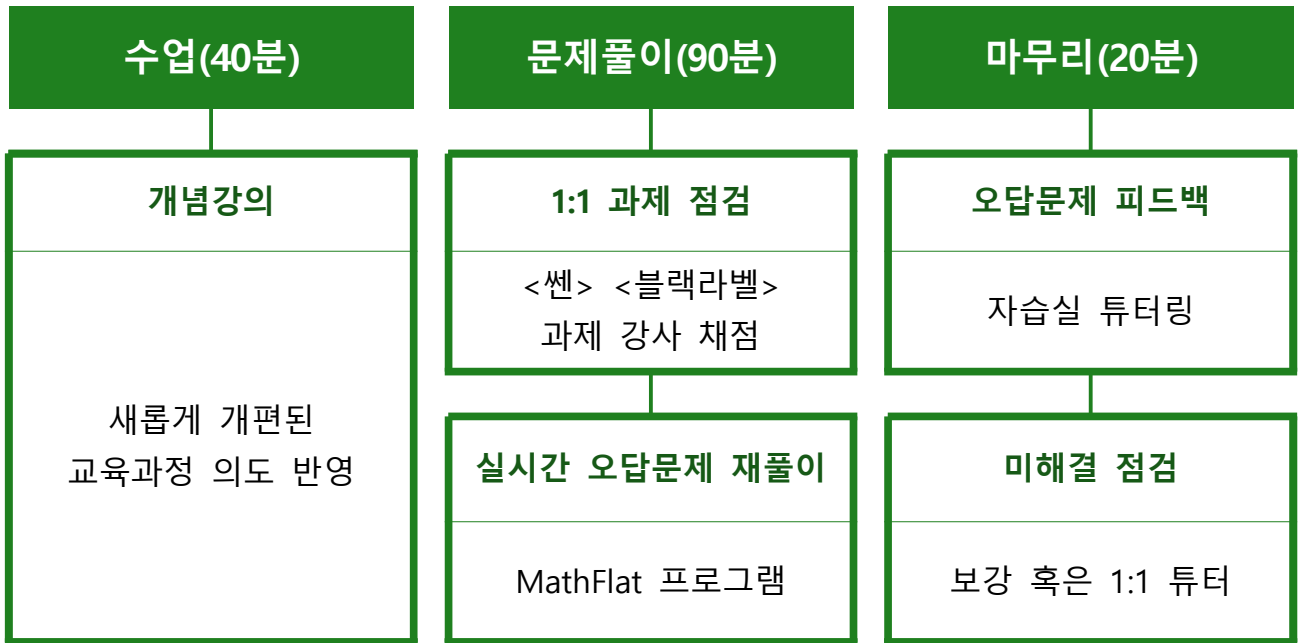 수업(40분)
개념강의
새롭게 개편된
교육과정 의도 반영
문제풀이(90분)
1:1 과제 점검
<쎈> <블랙라벨>
과제 강사 채점
실시간 오답문제 재풀이
MathFlat 프로그램
마무리(20분)
오답문제 피드백
자습실 튜터링
미해결 점검
보강 혹은 1:1 튜터